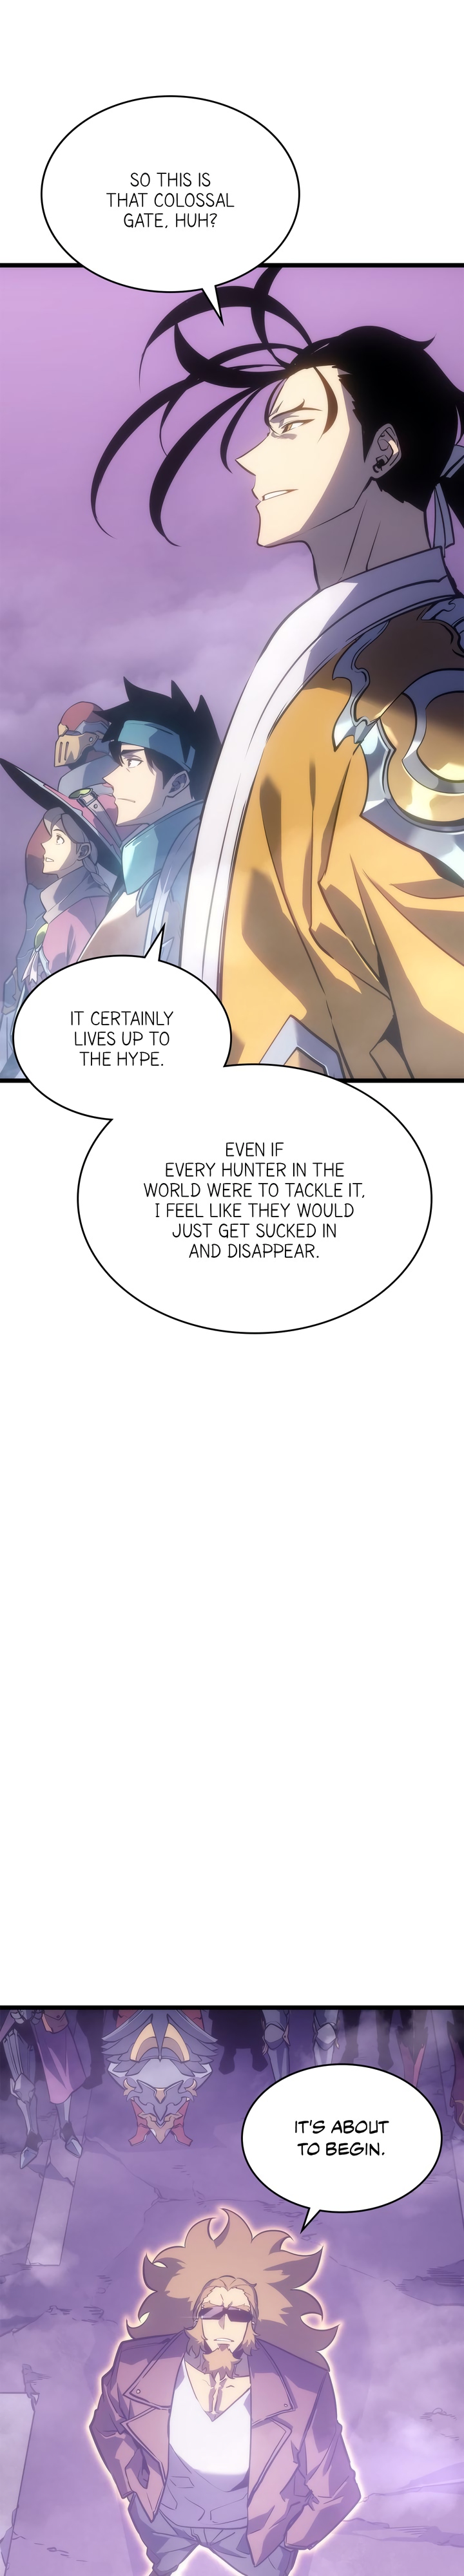 SO THIS IS
THAT COLOSSAL
GATE, HUH?
IT CERTAINLY
LIVES UP TO
THE HYPE.
EVEN IF
EVERY HUNTER IN THE
WORLD WERE TO TACKLE IT,
I FEEL LIKE THEY WOULD
JUST GET SUCKED IN
AND DISAPPEAR.
IT'S ABOUT
TO BEGIN.